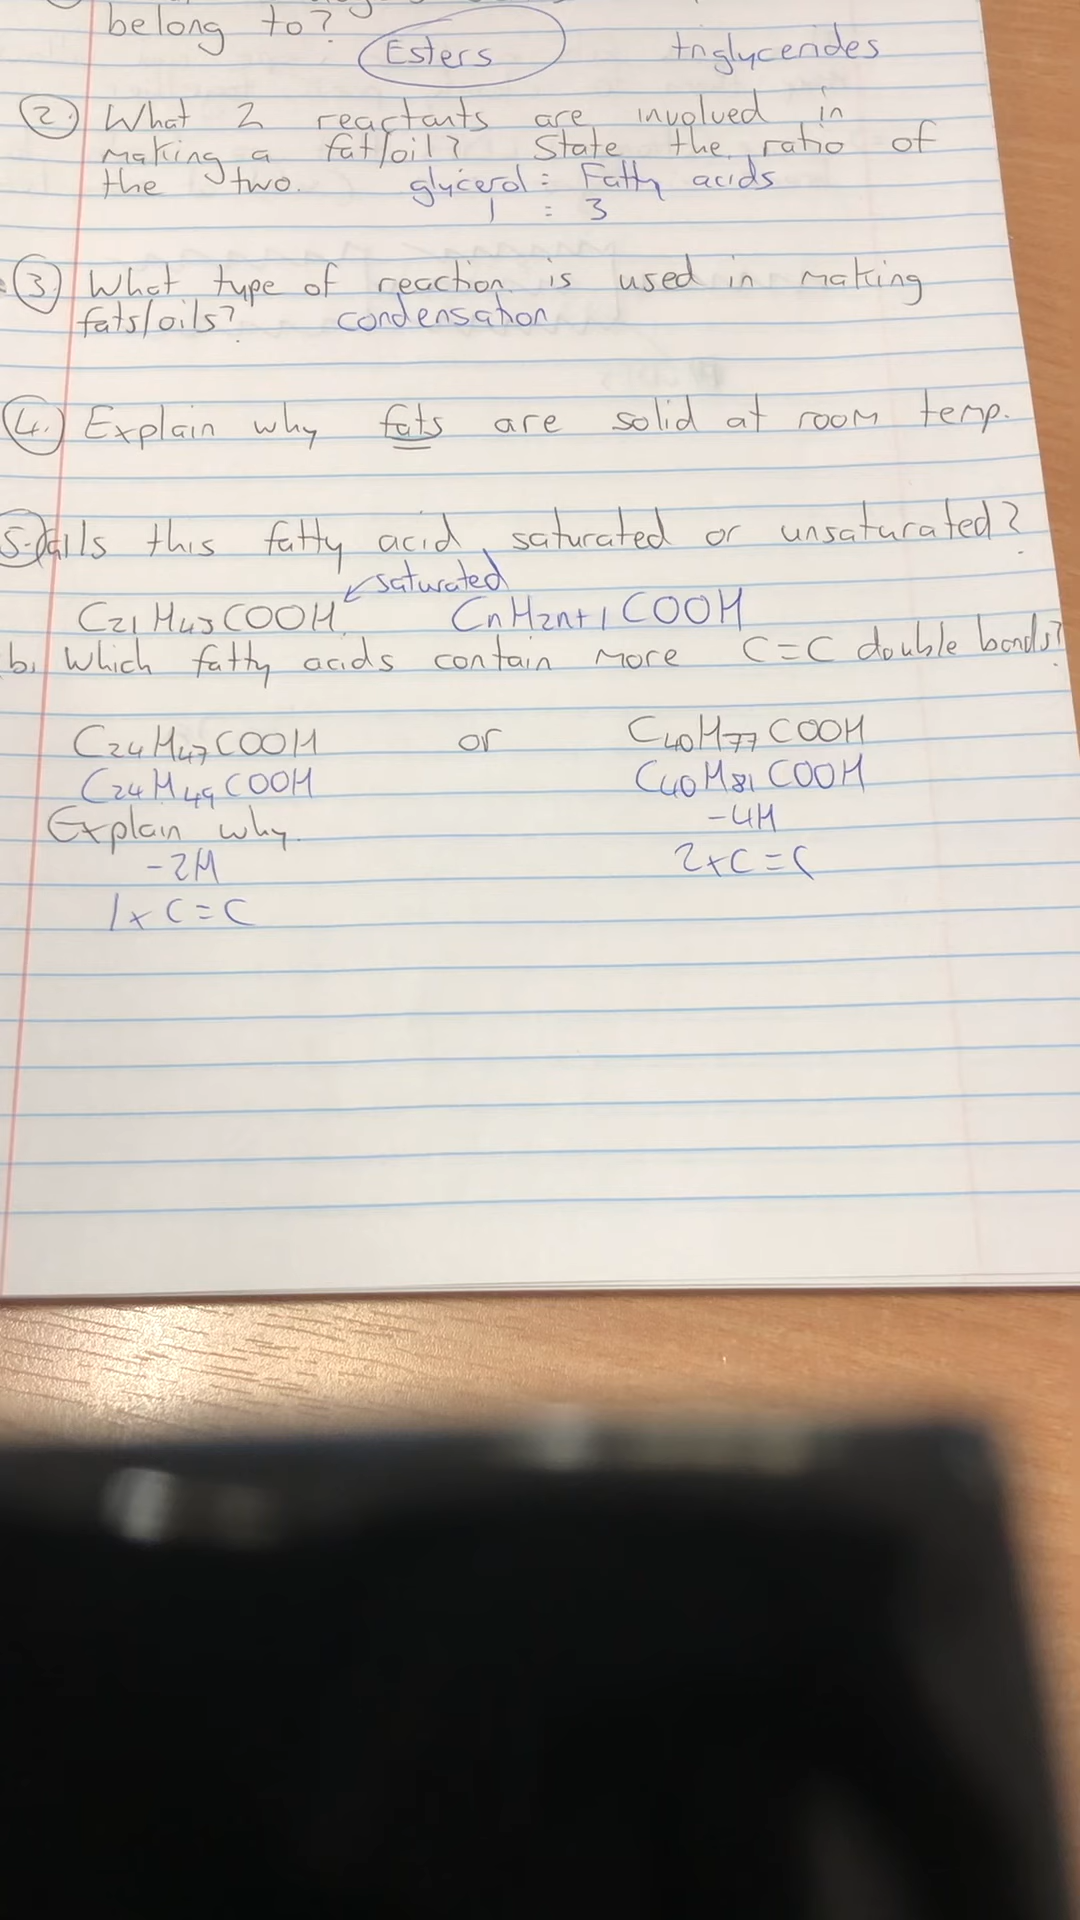 belong to?
Esters triglycerides
2. What 2 reactants are involved in
making a fat/oil? State the ratio of
the two. glycerol : Fatty acids
1 : 3
3. What type of reaction is used in making
fats/oils? condensation
4. Explain why fats are solid at room temp.
5. a Is this fatty acid saturated or unsaturated?
saturated
C21H43COOH CnH2n+1COOH
b. Which fatty acids contain more C=C double bonds?
C24H47COOH or C40H77COOH
C24H49COOH C40H81COOH
Explain why. -4H
-2H 2xC=C
1xC=C